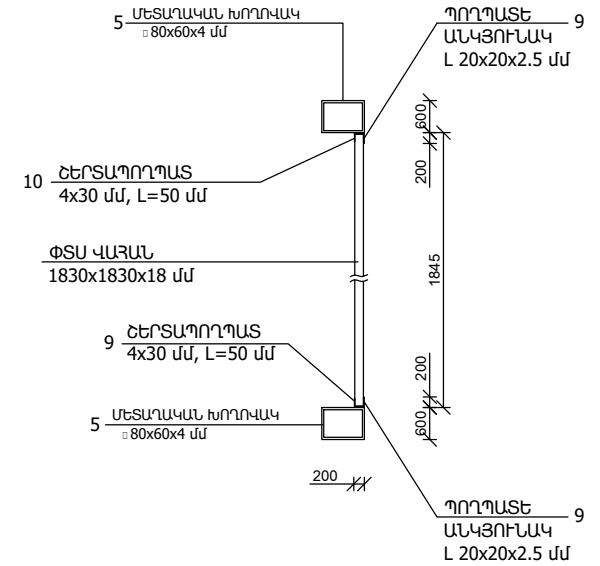 5 ՄԵՏԱՂԱԿԱՆ ԽՈՂՈՎԱԿ
▯ 80x60x4 մմ
ՊՈՂՊԱՏԵ 9
ԱՆԿՅՈՒՆԱԿ
L 20x20x2.5 մմ
600
200
10 ՇԵՐՏԱՊՈՂՊԱՏ
4x30 մմ, L=50 մմ
ՓՏՍ ՎԱՀԱՆ
1830x1830x18 մմ
1845
9 ՇԵՐՏԱՊՈՂՊԱՏ
4x30 մմ, L=50 մմ
200
5 ՄԵՏԱՂԱԿԱՆ ԽՈՂՈՎԱԿ
▯ 80x60x4 մմ
600
200
ՊՈՂՊԱՏԵ 9
ԱՆԿՅՈՒՆԱԿ
L 20x20x2.5 մմ